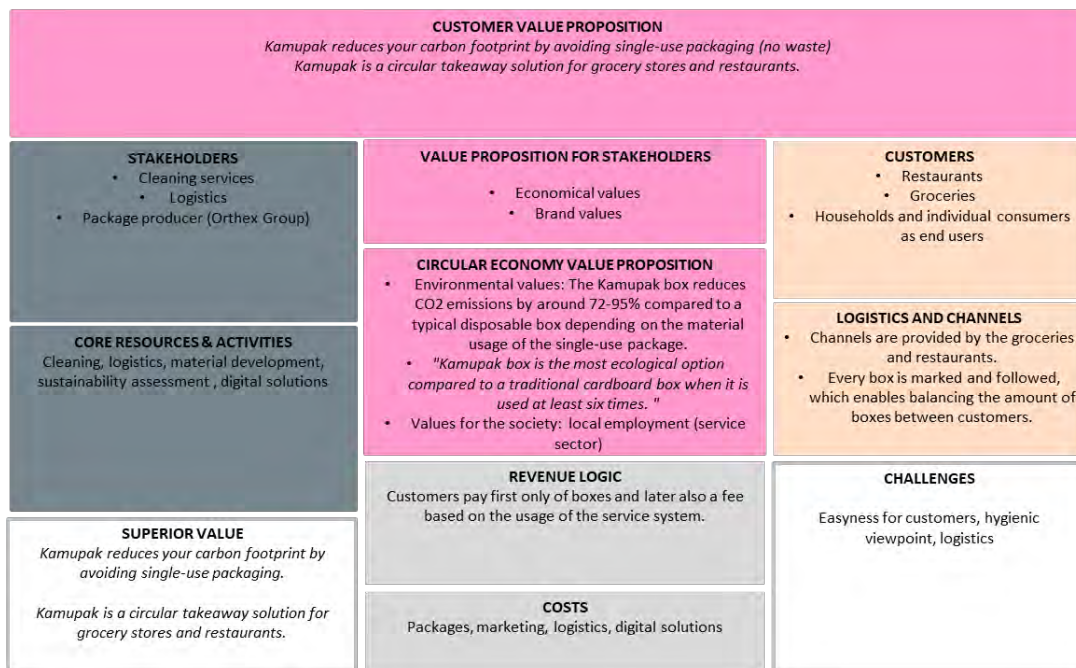 CUSTOMER VALUE PROPOSITION
Kamupak reduces your carbon footprint by avoiding single-use packaging (no waste)
Kamupak is a circular takeaway solution for grocery stores and restaurants.
STAKEHOLDERS
• Cleaning services
• Logistics
• Package producer (Orthex Group)
VALUE PROPOSITION FOR STAKEHOLDERS
• Economical values
• Brand values
CUSTOMERS
• Restaurants
• Groceries
• Households and individual consumers
as end users
CIRCULAR ECONOMY VALUE PROPOSITION
• Environmental values: The Kamupak box reduces
CO2 emissions by around 72-95% compared to a
typical disposable box depending on the material
usage of the single-use package.
• "Kamupak box is the most ecological option
compared to a traditional cardboard box when it is
used at least six times. "
• Values for the society: local employment (service
sector)
LOGISTICS AND CHANNELS
• Channels are provided by the groceries
and restaurants.
• Every box is marked and followed,
which enables balancing the amount of
boxes between customers.
CORE RESOURCES & ACTIVITIES
Cleaning, logistics, material development,
sustainability assessment , digital solutions
REVENUE LOGIC
Customers pay first only of boxes and later also a fee
based on the usage of the service system.
CHALLENGES
Easyness for customers, hygienic
viewpoint, logistics
SUPERIOR VALUE
Kamupak reduces your carbon footprint by
avoiding single-use packaging.
Kamupak is a circular takeaway solution for
grocery stores and restaurants.
COSTS
Packages, marketing, logistics, digital solutions